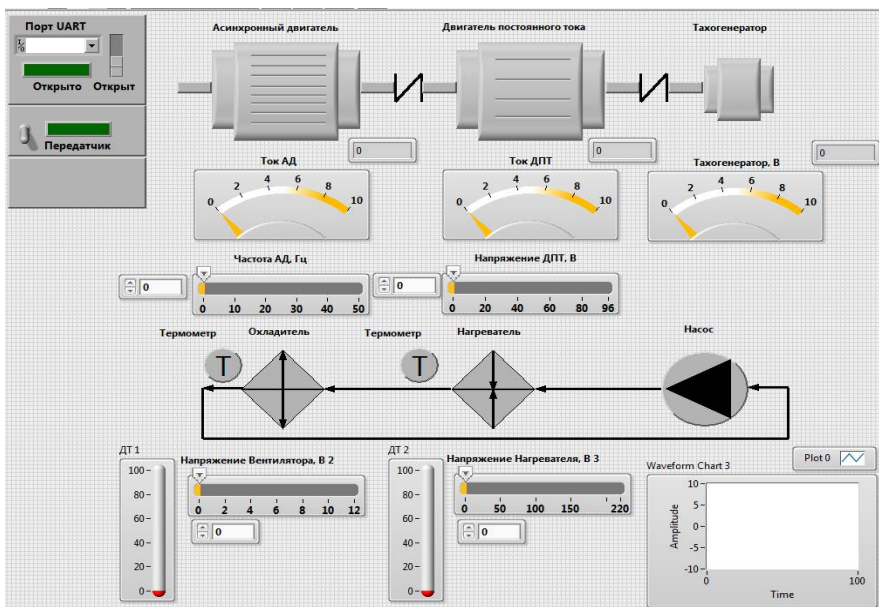 Порт UART
Асинхронный двигатель
Двигатель постоянного тока
Тахогенератор
Открыто
Открыт
Передатчик
0
0
0
Ток АД
Ток ДПТ
Тахогенератор, В
0 2 4 6 8 10
0 2 4 6 8 10
0 2 4 6 8 10
Частота АД, Гц
Напряжение ДПТ, В
0
0 10 20 30 40 50
0
0 20 40 60 80 96
Термометр
Охладитель
Термометр
Нагреватель
Насос
T
T
ДТ 1
Напряжение Вентилятора, В 2
100
80
60
40
20
0
0 2 4 6 8 10 12
0
ДТ 2
Напряжение Нагревателя, В 3
100
80
60
40
20
0
0 50 100 150 220
0
Waveform Chart 3
Plot 0
Amplitude
10
5
0
-5
-10
0 100
Time